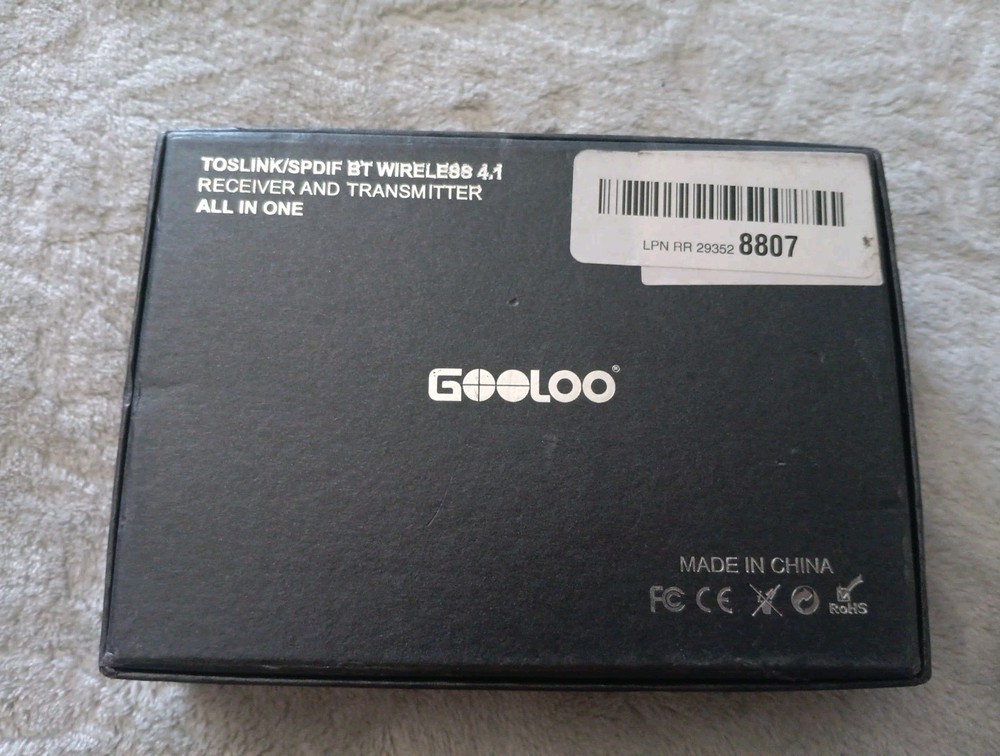 TOSLINK/SPDIF BT WIRELESS 4.1
RECEIVER AND TRANSMITTER
ALL IN ONE
LPN RR 29352 8807
GOOLOO®
MADE IN CHINA
FC CE
RoHS